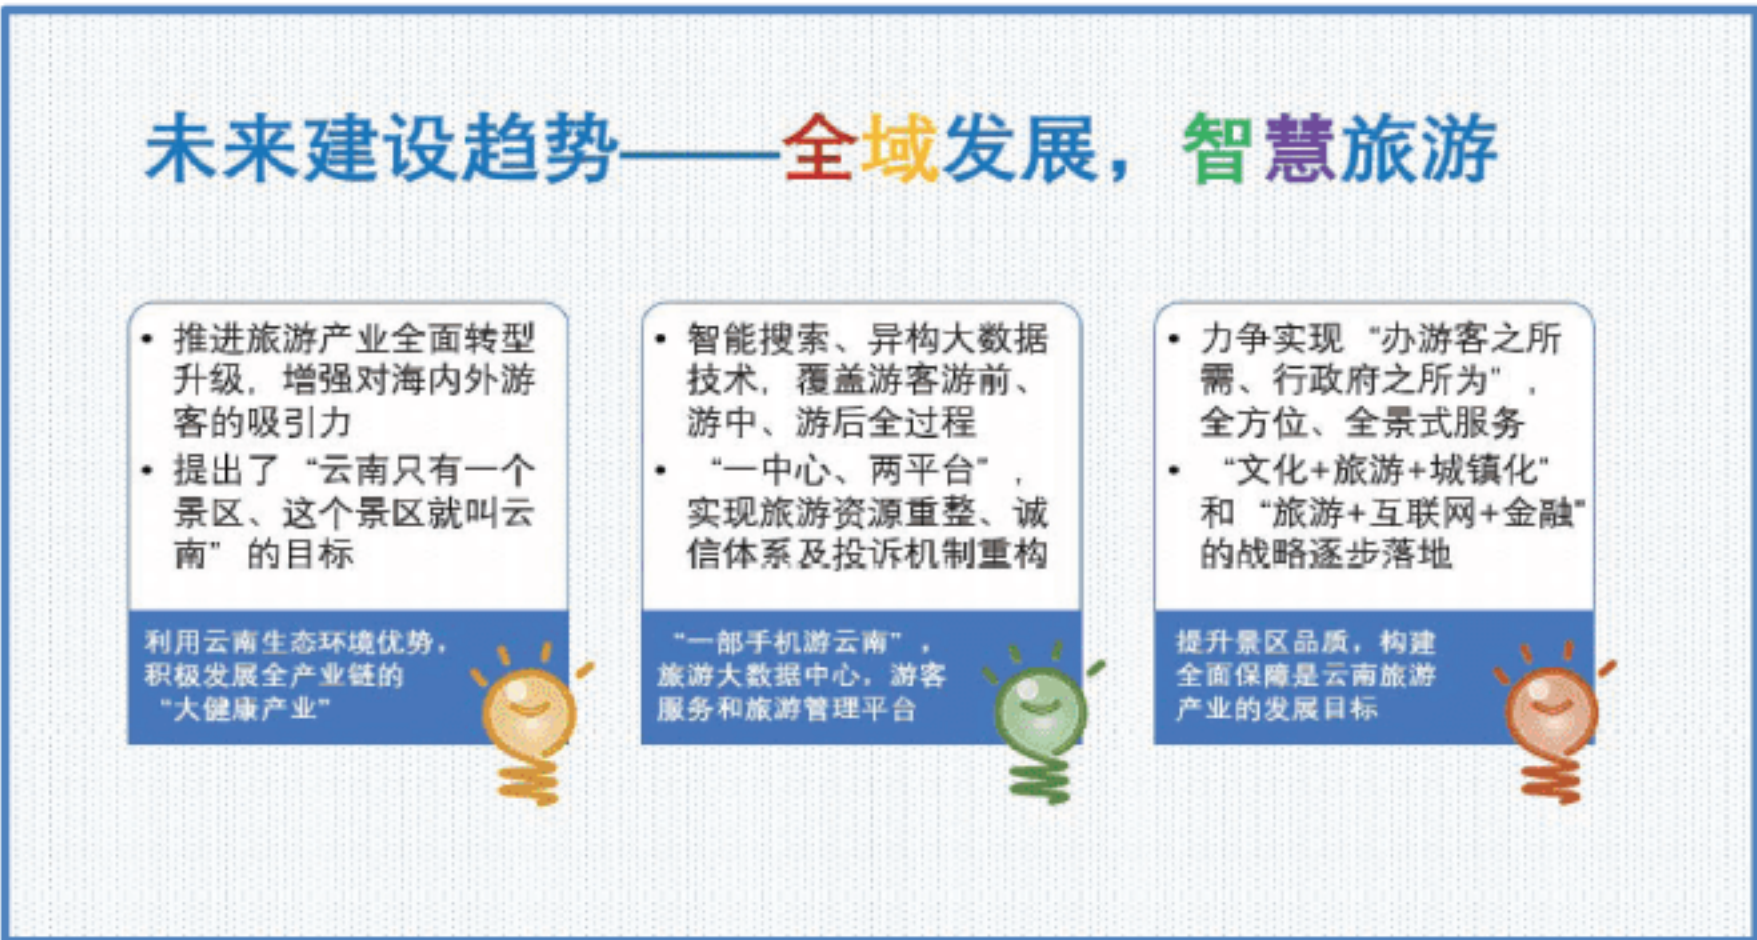 未来建设趋势——全域发展，智慧旅游
• 推进旅游产业全面转型
升级，增强对海内外游
客的吸引力
• 提出了“云南只有一个
景区、这个景区就叫云
南”的目标
利用云南生态环境优势，
积极发展全产业链的
“大健康产业”
• 智能搜索、异构大数据
技术，覆盖游客游前、
游中、游后全过程
• “一中心、两平台”，
实现旅游资源重整、诚
信体系及投诉机制重构
“一部手机游云南”，
旅游大数据中心，游客
服务和旅游管理平台
• 力争实现“办游客之所
需、行政府之所为”，
全方位、全景式服务
• “文化+旅游+城镇化”
和“旅游+互联网+金融”
的战略逐步落地
提升景区品质，构建
全面保障是云南旅游
产业的发展目标